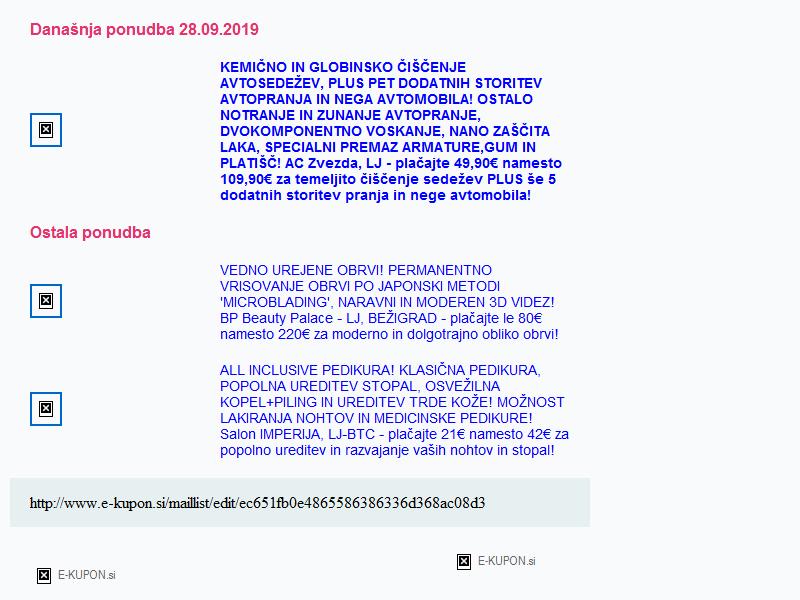 Današnja ponudba 28.09.2019
KEMIČNO IN GLOBINSKO ČIŠČENJE
AVTOSEDEŽEV, PLUS PET DODATNIH STORITEV
AVTOPRANJA IN NEGA AVTOMOBILA! OSTALO
NOTRANJE IN ZUNANJE AVTOPRANJE,
DVOKOMPONENTNO VOSKANJE, NANO ZAŠČITA
LAKA, SPECIALNI PREMAZ ARMATURE,GUM IN
PLATIŠČ! AC Zvezda, LJ - plačajte 49,90€ namesto
109,90€ za temeljito čiščenje sedežev PLUS še 5
dodatnih storitev pranja in nege avtomobila!
Ostala ponudba
VEDNO UREJENE OBRVI! PERMANENTNO
VRISOVANJE OBRVI PO JAPONSKI METODI
'MICROBLADING', NARAVNI IN MODEREN 3D VIDEZ!
BP Beauty Palace - LJ, BEŽIGRAD - plačajte le 80€
namesto 220€ za moderno in dolgotrajno obliko obrvi!
ALL INCLUSIVE PEDIKURA! KLASIČNA PEDIKURA,
POPOLNA UREDITEV STOPAL, OSVEŽILNA
KOPEL+PILING IN UREDITEV TRDE KOŽE! MOŽNOST
LAKIRANJA NOHTOV IN MEDICINSKE PEDIKURE!
Salon IMPERIJA, LJ-BTC - plačajte 21€ namesto 42€ za
popolno ureditev in razvajanje vaših nohtov in stopal!
http://www.e-kupon.si/maillist/edit/ec651fb0e4865586386336d368ac08d3
E-KUPON.si
E-KUPON.si